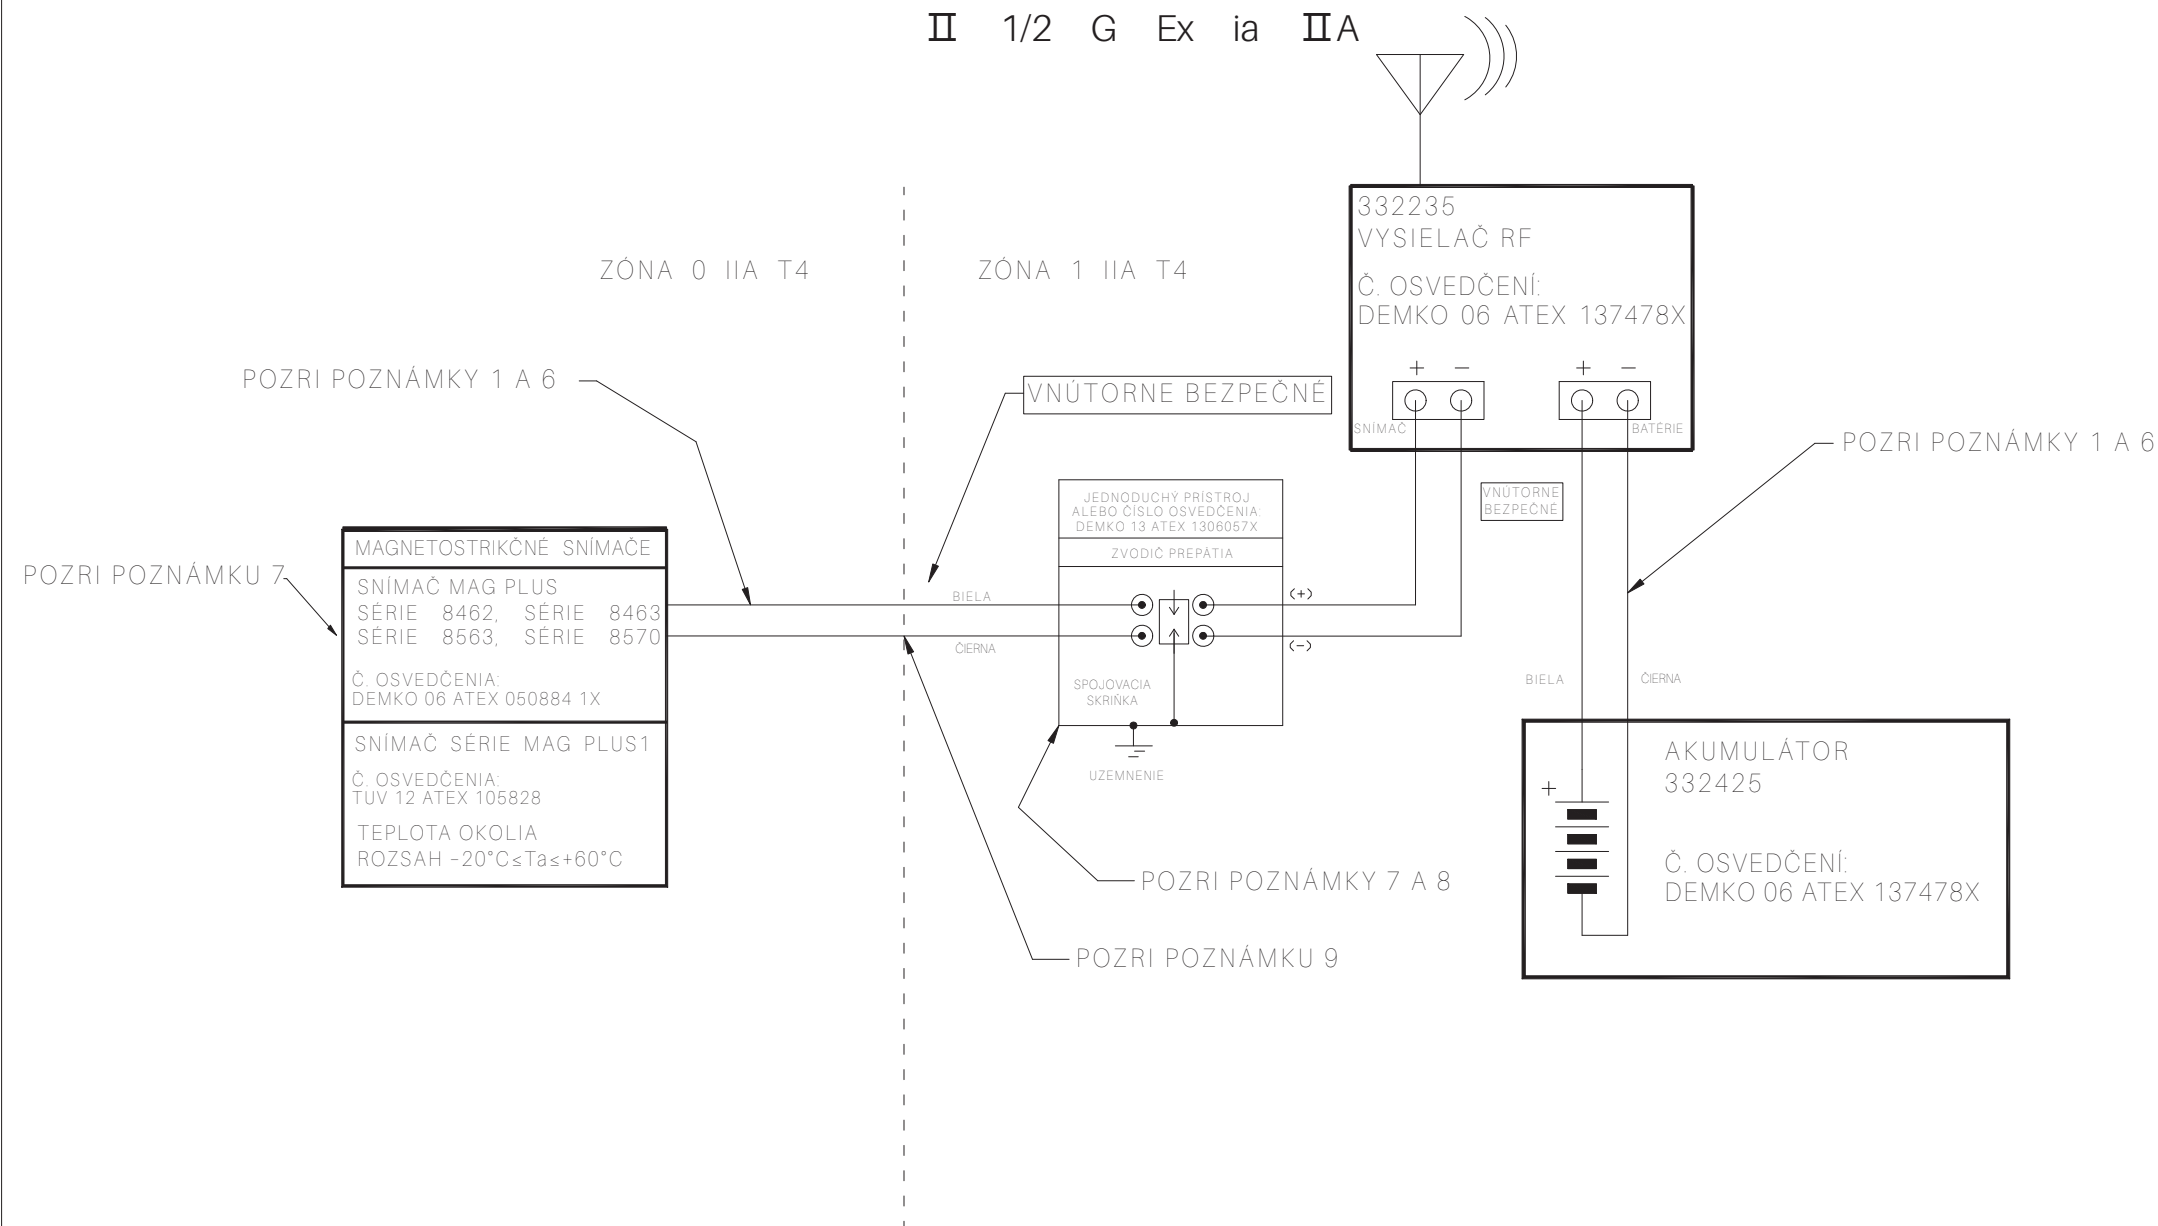 II 1/2 G Ex ia IIA
332235
VYSIELAČ RF
Č. OSVEDČENÍ:
DEMKO 06 ATEX 137478X
+ − + −
SNÍMAČ
BATÉRIE
ZÓNA 0 IIA T4
ZÓNA 1 IIA T4
POZRI POZNÁMKY 1 A 6
VNÚTORNE BEZPEČNÉ
POZRI POZNÁMKY 1 A 6
VNÚTORNE
BEZPEČNÉ
JEDNODUCHÝ PRÍSTROJ
ALEBO ČÍSLO OSVEDČENIA:
DEMKO 13 ATEX 1306057X
ZVODIČ PREPÄTIA
MAGNETOSTRIKČNÉ SNÍMAČE
POZRI POZNÁMKU 7
SNÍMAČ MAG PLUS
SÉRIE 8462, SÉRIE 8463
SÉRIE 8563, SÉRIE 8570
Č. OSVEDČENIA:
DEMKO 06 ATEX 050884 1X
BIELA
(+)
ČIERNA
(−)
SPOJOVACIA
SKRIŇKA
UZEMNENIE
BIELA
ČIERNA
SNÍMAČ SÉRIE MAG PLUS1
Č. OSVEDČENIA:
TUV 12 ATEX 105828
TEPLOTA OKOLIA
ROZSAH -20°C≤Ta≤+60°C
AKUMULÁTOR
332425
+
Č. OSVEDČENÍ:
DEMKO 06 ATEX 137478X
POZRI POZNÁMKY 7 A 8
POZRI POZNÁMKU 9